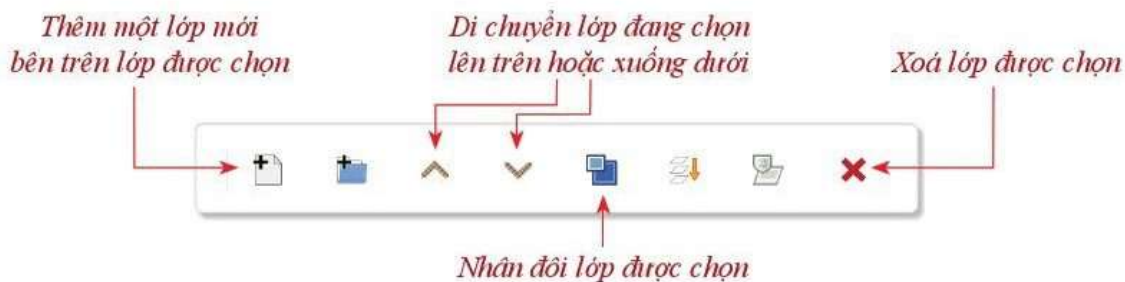 Thêm một lớp mới
bên trên lớp được chọn
Di chuyển lớp đang chọn
lên trên hoặc xuống dưới
Xoá lớp được chọn
Nhân đôi lớp được chọn